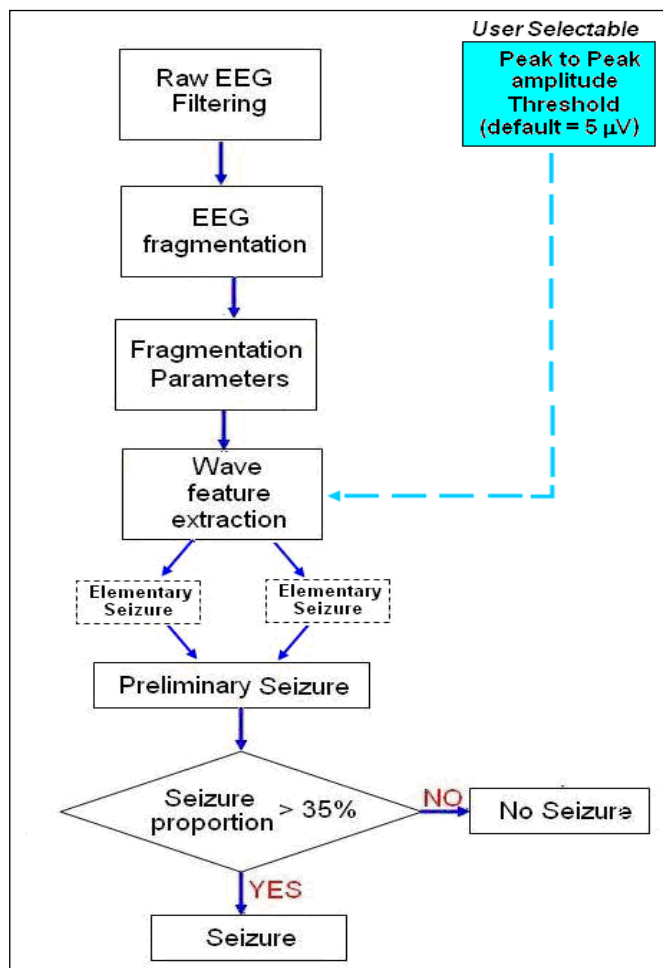 User Selectable
Peak to Peak
amplitude
Threshold
(default = 5 µV)
Raw EEG
Filtering
EEG
fragmentation
Fragmentation
Parameters
Wave
feature
extraction
Elementary
Seizure
Elementary
Seizure
Preliminary Seizure
Seizure
proportion > 35%
NO
No Seizure
YES
Seizure